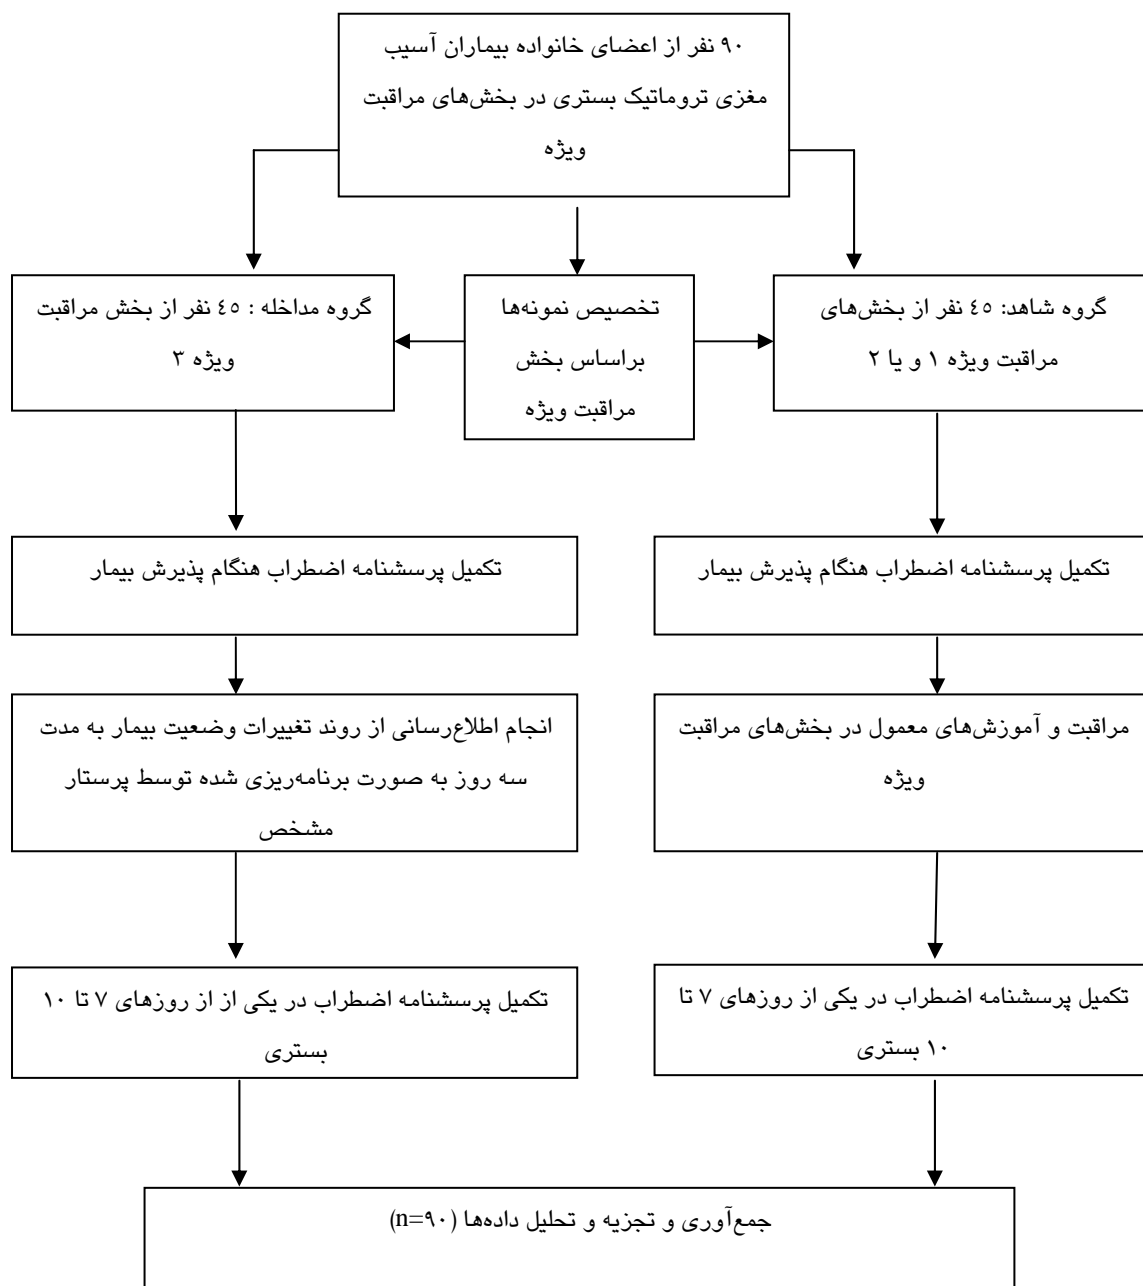 ۹۰ نفر از اعضای خانواده بیماران آسیب
مغزی تروماتیک بستری در بخش‌های مراقبت
ویژه
گروه شاهد: ٤٥ نفر از بخش‌های
مراقبت ویژه ۱ و یا ۲
تخصیص نمونه‌ها
براساس بخش
مراقبت ویژه
گروه مداخله : ٤٥ نفر از بخش مراقبت
ویژه ۳
تکمیل پرسشنامه اضطراب هنگام پذیرش بیمار
تکمیل پرسشنامه اضطراب هنگام پذیرش بیمار
مراقبت و آموزش‌های معمول در بخش‌های مراقبت
ویژه
انجام اطلاع‌رسانی از روند تغییرات وضعیت بیمار به مدت
سه روز به صورت برنامه‌ریزی شده توسط پرستار
مشخص
تکمیل پرسشنامه اضطراب در یکی از روزهای ۷ تا
۱۰ بستری
تکمیل پرسشنامه اضطراب در یکی از از روزهای ۷ تا ۱۰
بستری
جمع‌آوری و تجزیه و تحلیل داده‌ها (n=۹۰)